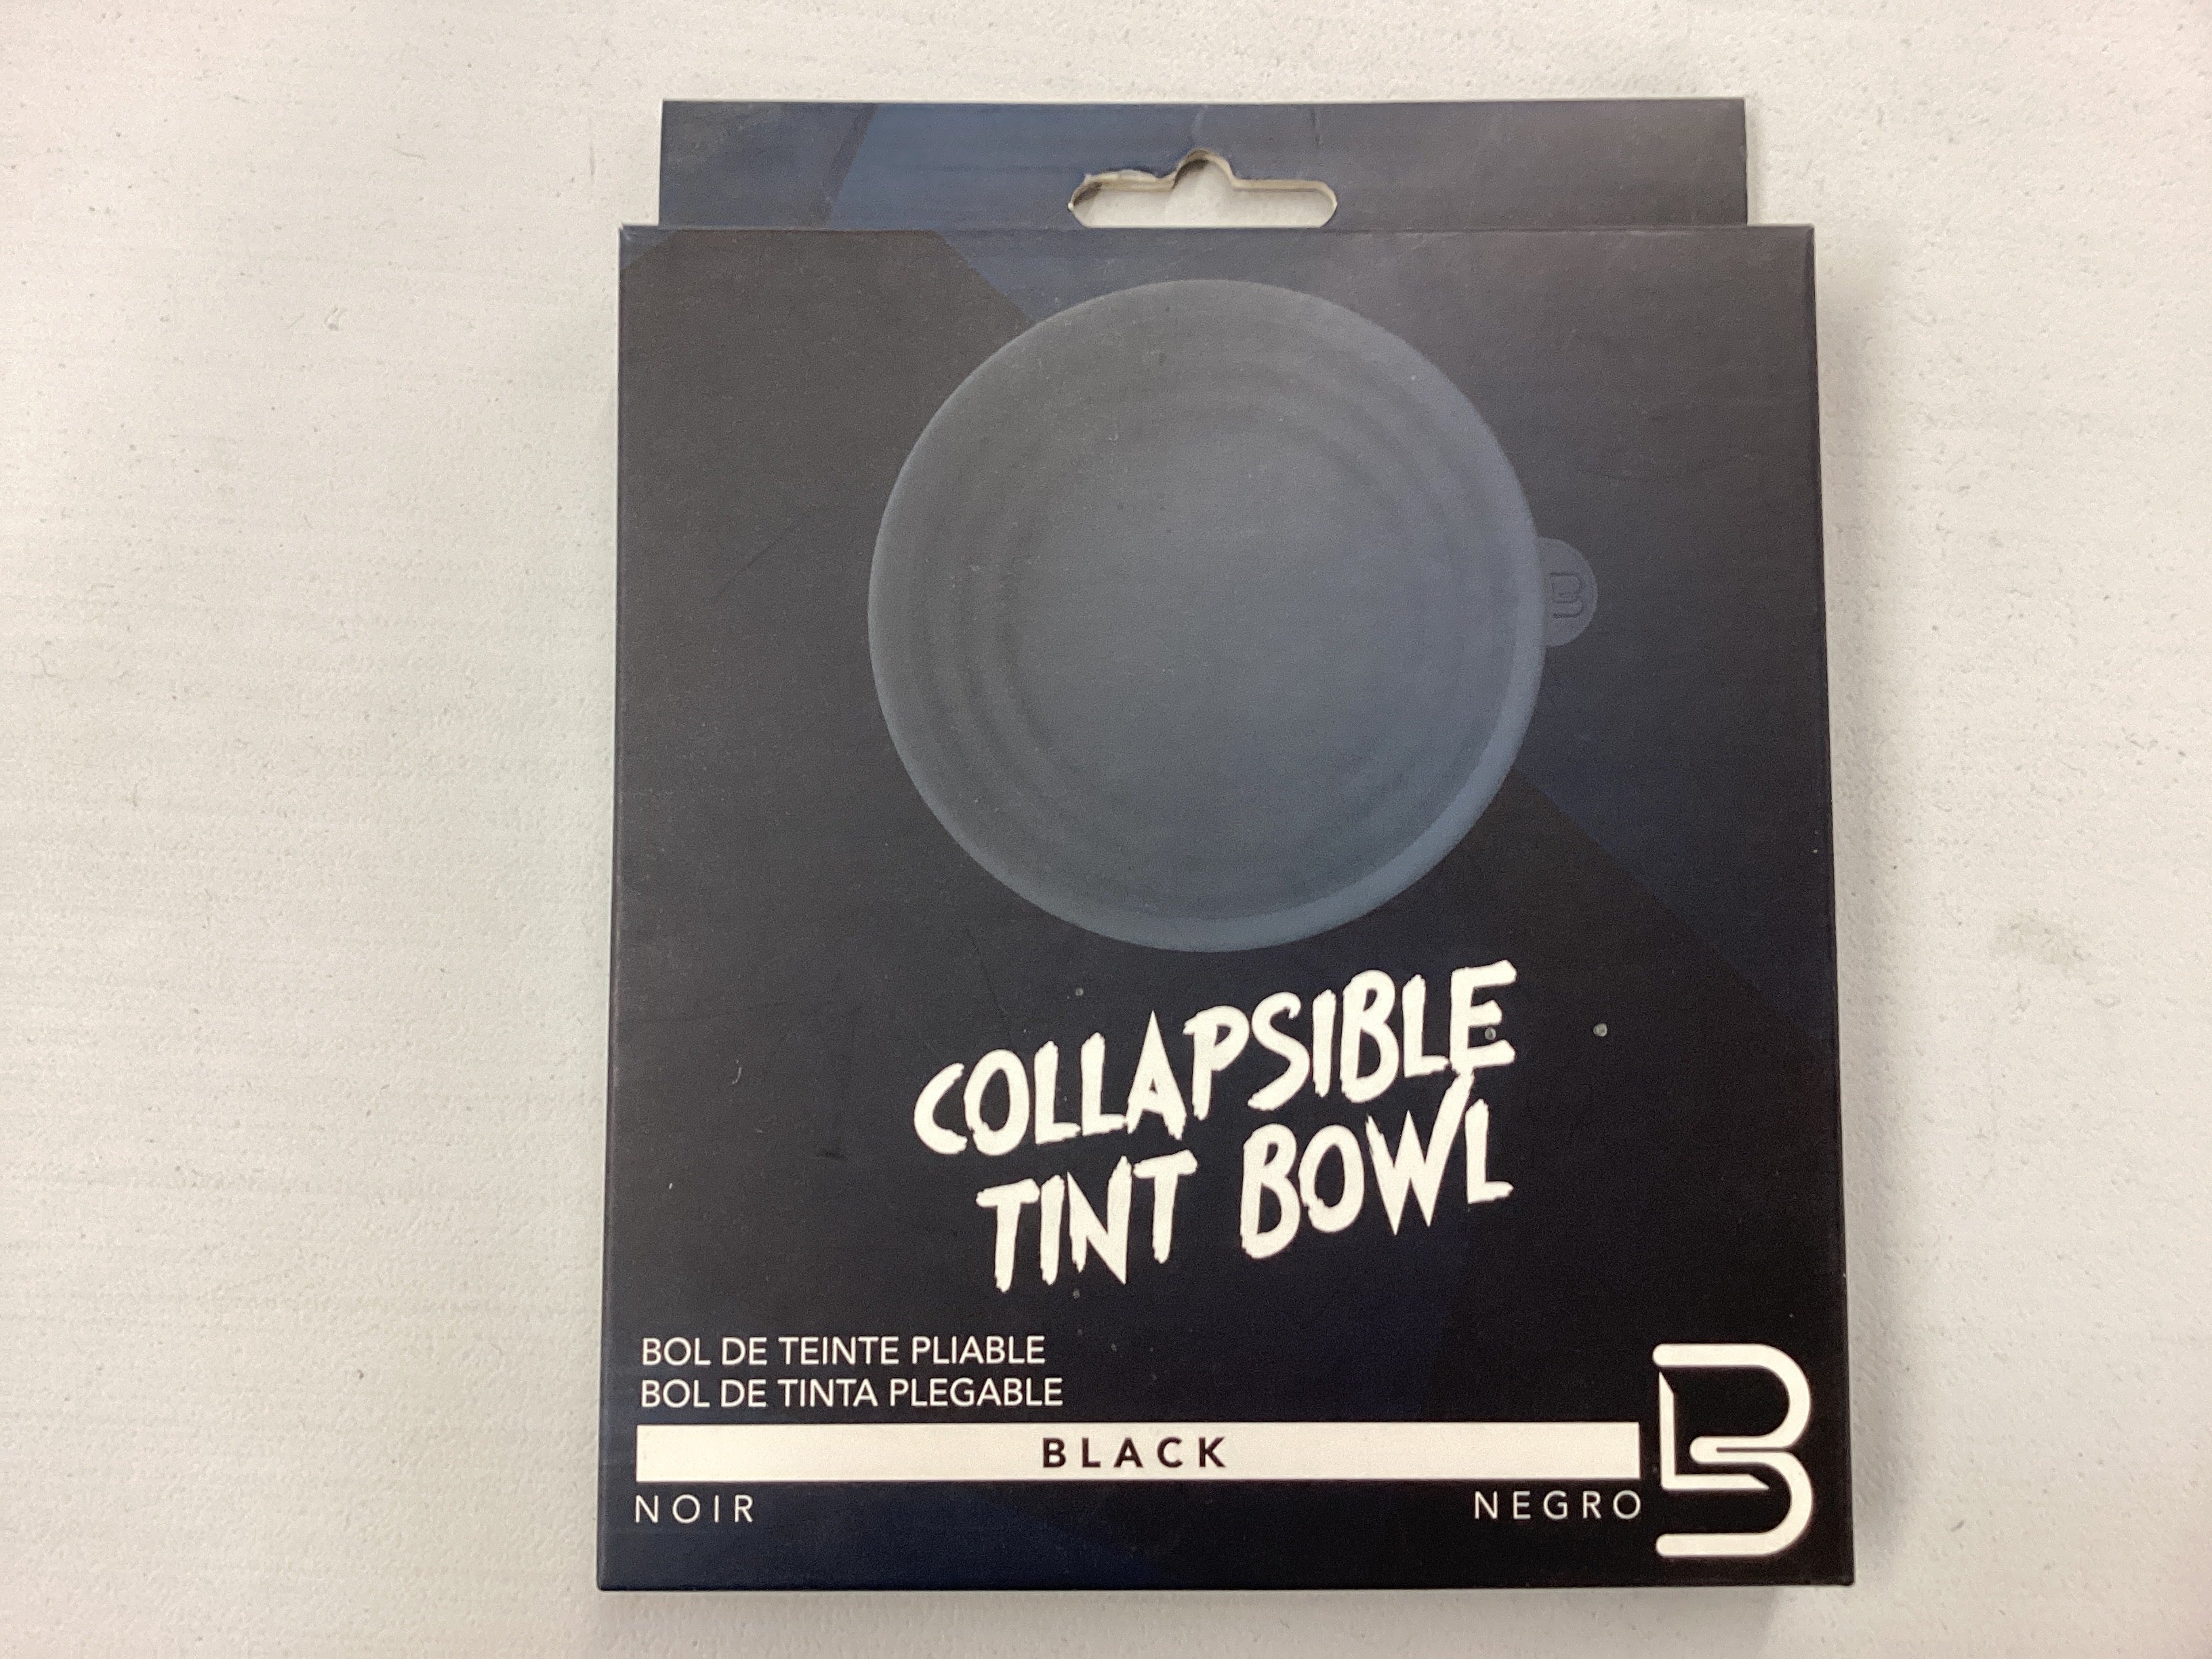 COLLAPSIBLE
TINT BOWL
BOL DE TEINTE PLIABLE
BOL DE TINTA PLEGABLE
BLACK
NOIR
NEGRO